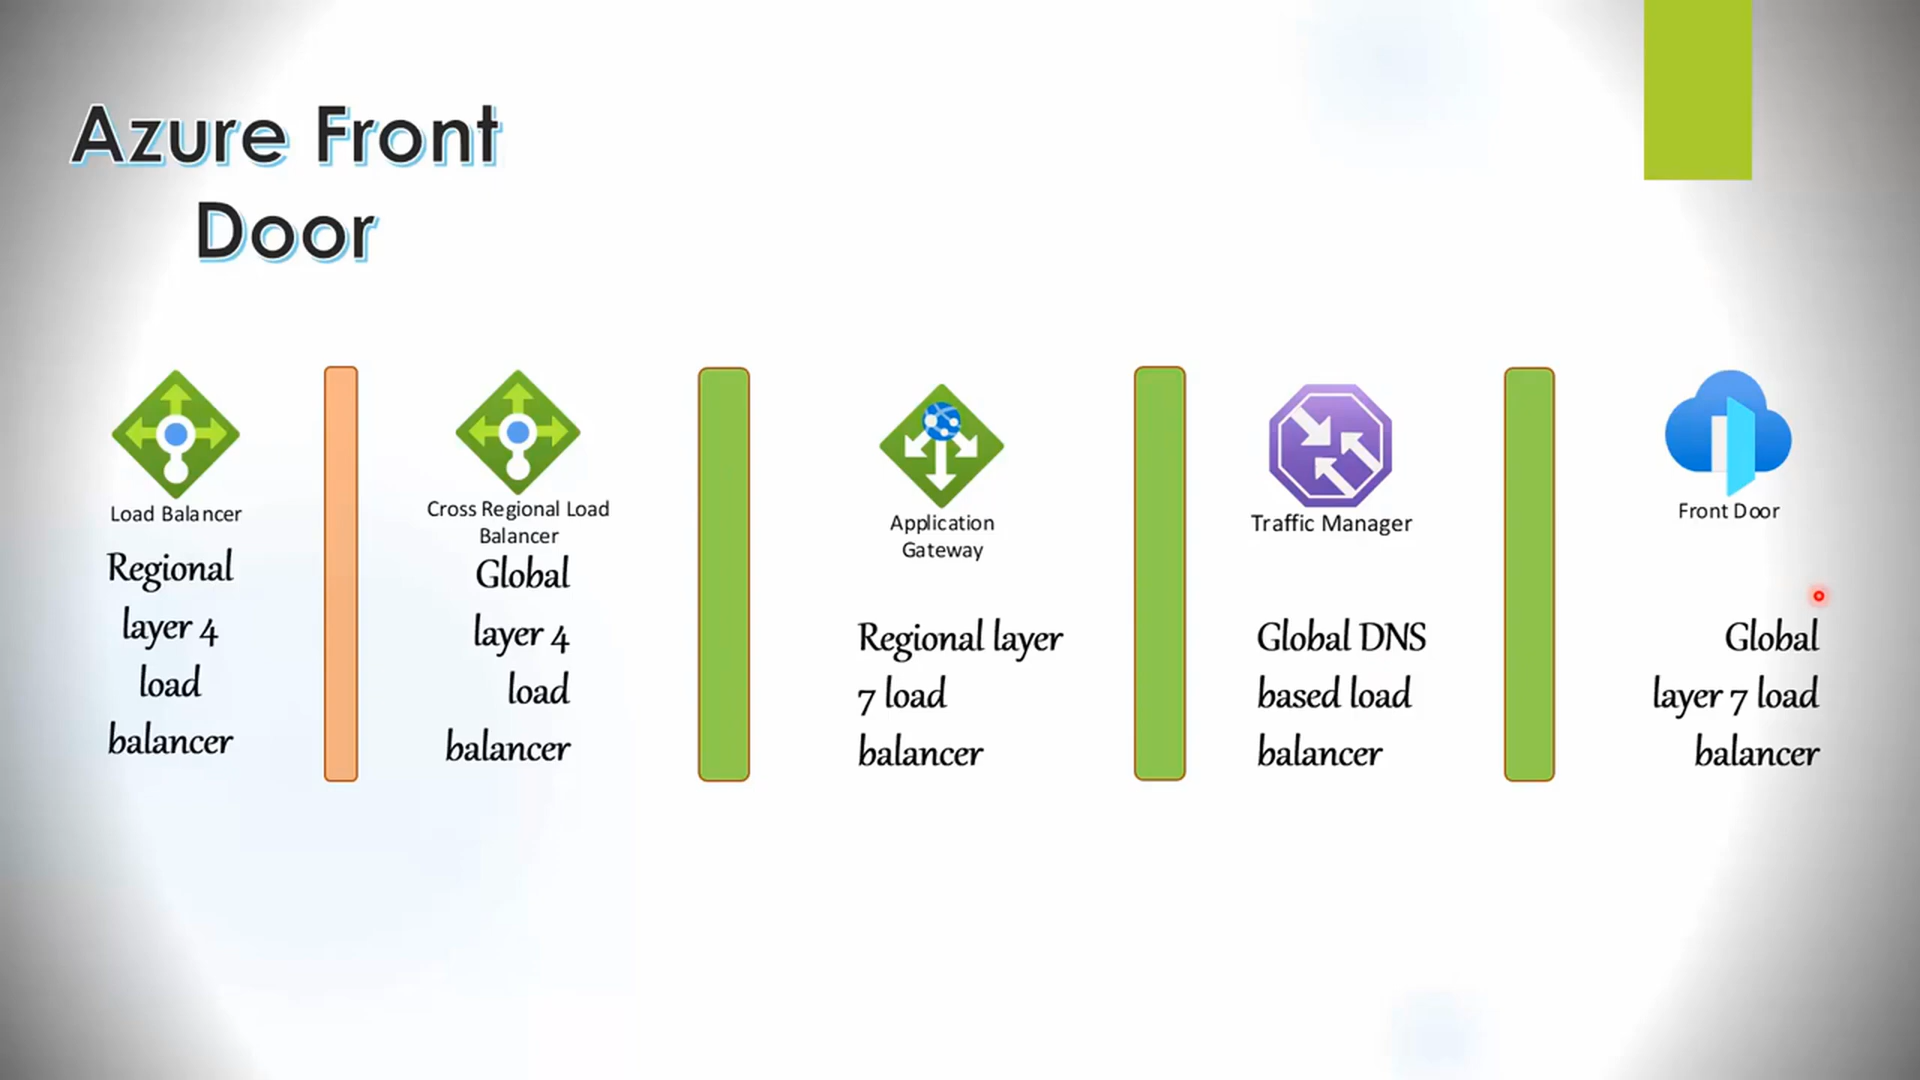 Azure Front
Door
Load Balancer
Regional
layer 4
load
balancer
Cross Regional Load
Balancer
Global
layer 4
load
balancer
Application
Gateway
Regional layer
7 load
balancer
Traffic Manager
Global DNS
based load
balancer
Front Door
Global
layer 7 load
balancer